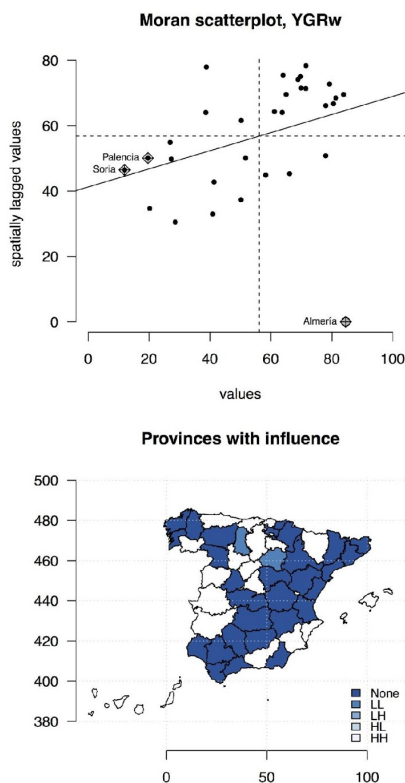 Moran scatterplot, YGRw
spatially lagged values
80
60
40
20
0
Palencia
Soria
Almería
0 20 40 60 80 100
values
Provinces with influence
500
480
460
440
420
400
380
None
LL
LH
HL
HH
0 50 100